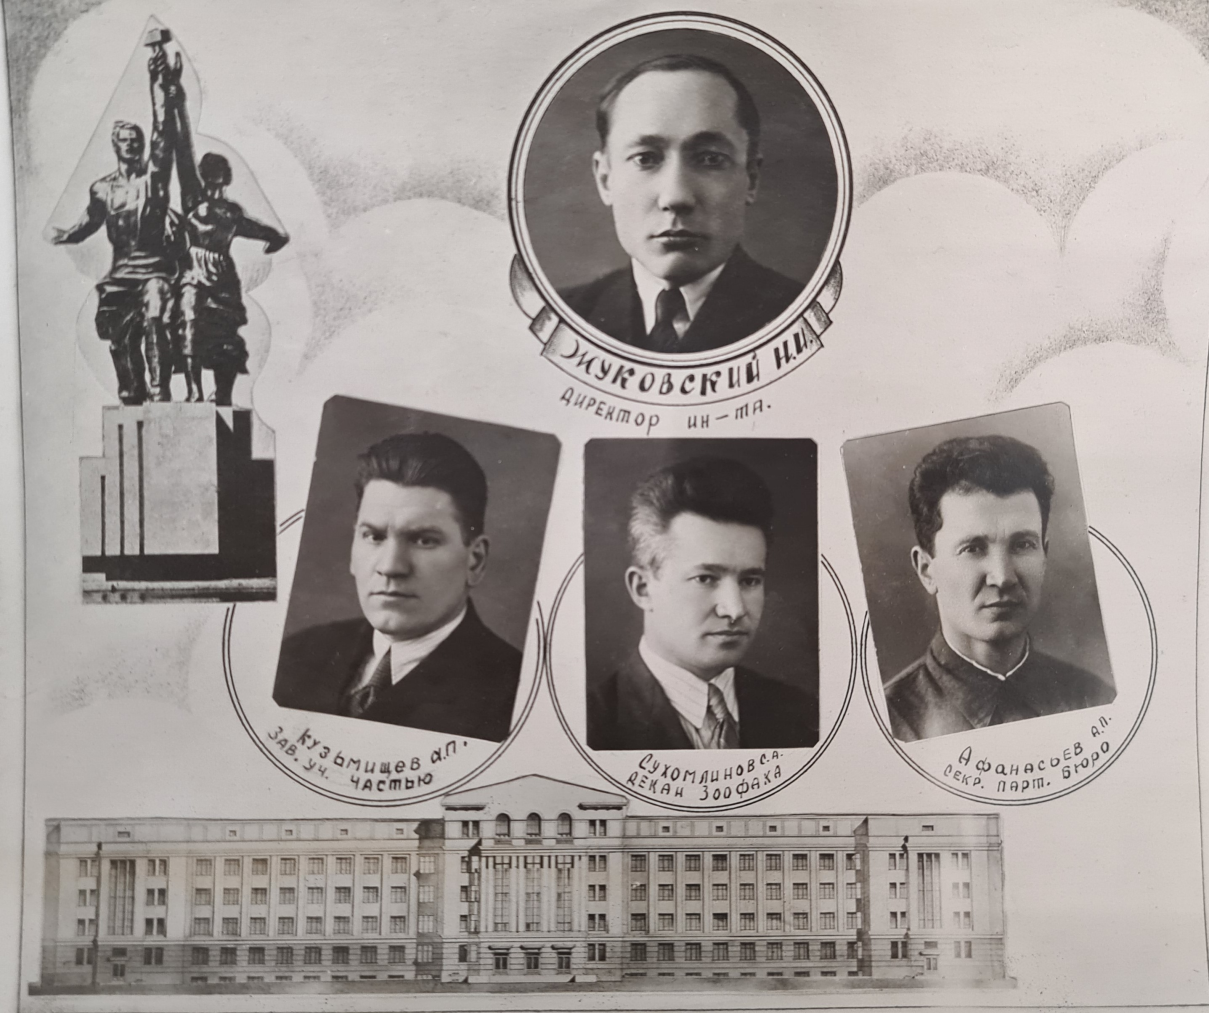 Жуковский Н.И.
директор ин-та.
Кузьмищев А.П.
зав. уч. частью
Сухомлинов С.А.
декан Зоофака
Афанасьев А.П.
секр. парт. бюро